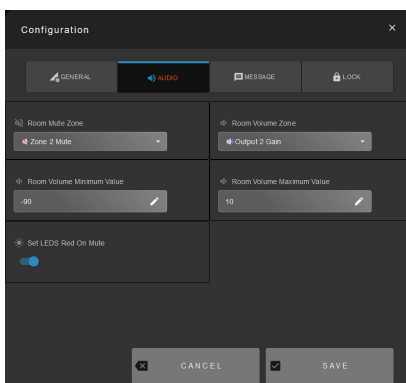 Configuration
GENERAL
AUDIO
MESSAGE
LOCK
Room Mute Zone
Room Volume Zone
Zone 2 Mute
Output 2 Gain
Room Volume Minimum Value
Room Volume Maximum Value
-90
10
Set LEDS Red On Mute
CANCEL
SAVE